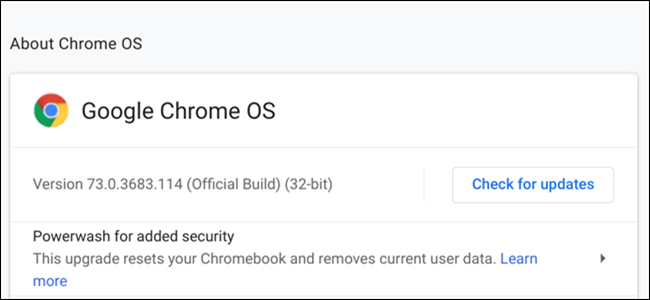 About Chrome OS
Google Chrome OS
Version 73.0.3683.114 (Official Build) (32-bit)
Check for updates
Powerwash for added security
This upgrade resets your Chromebook and removes current user data. Learn
more